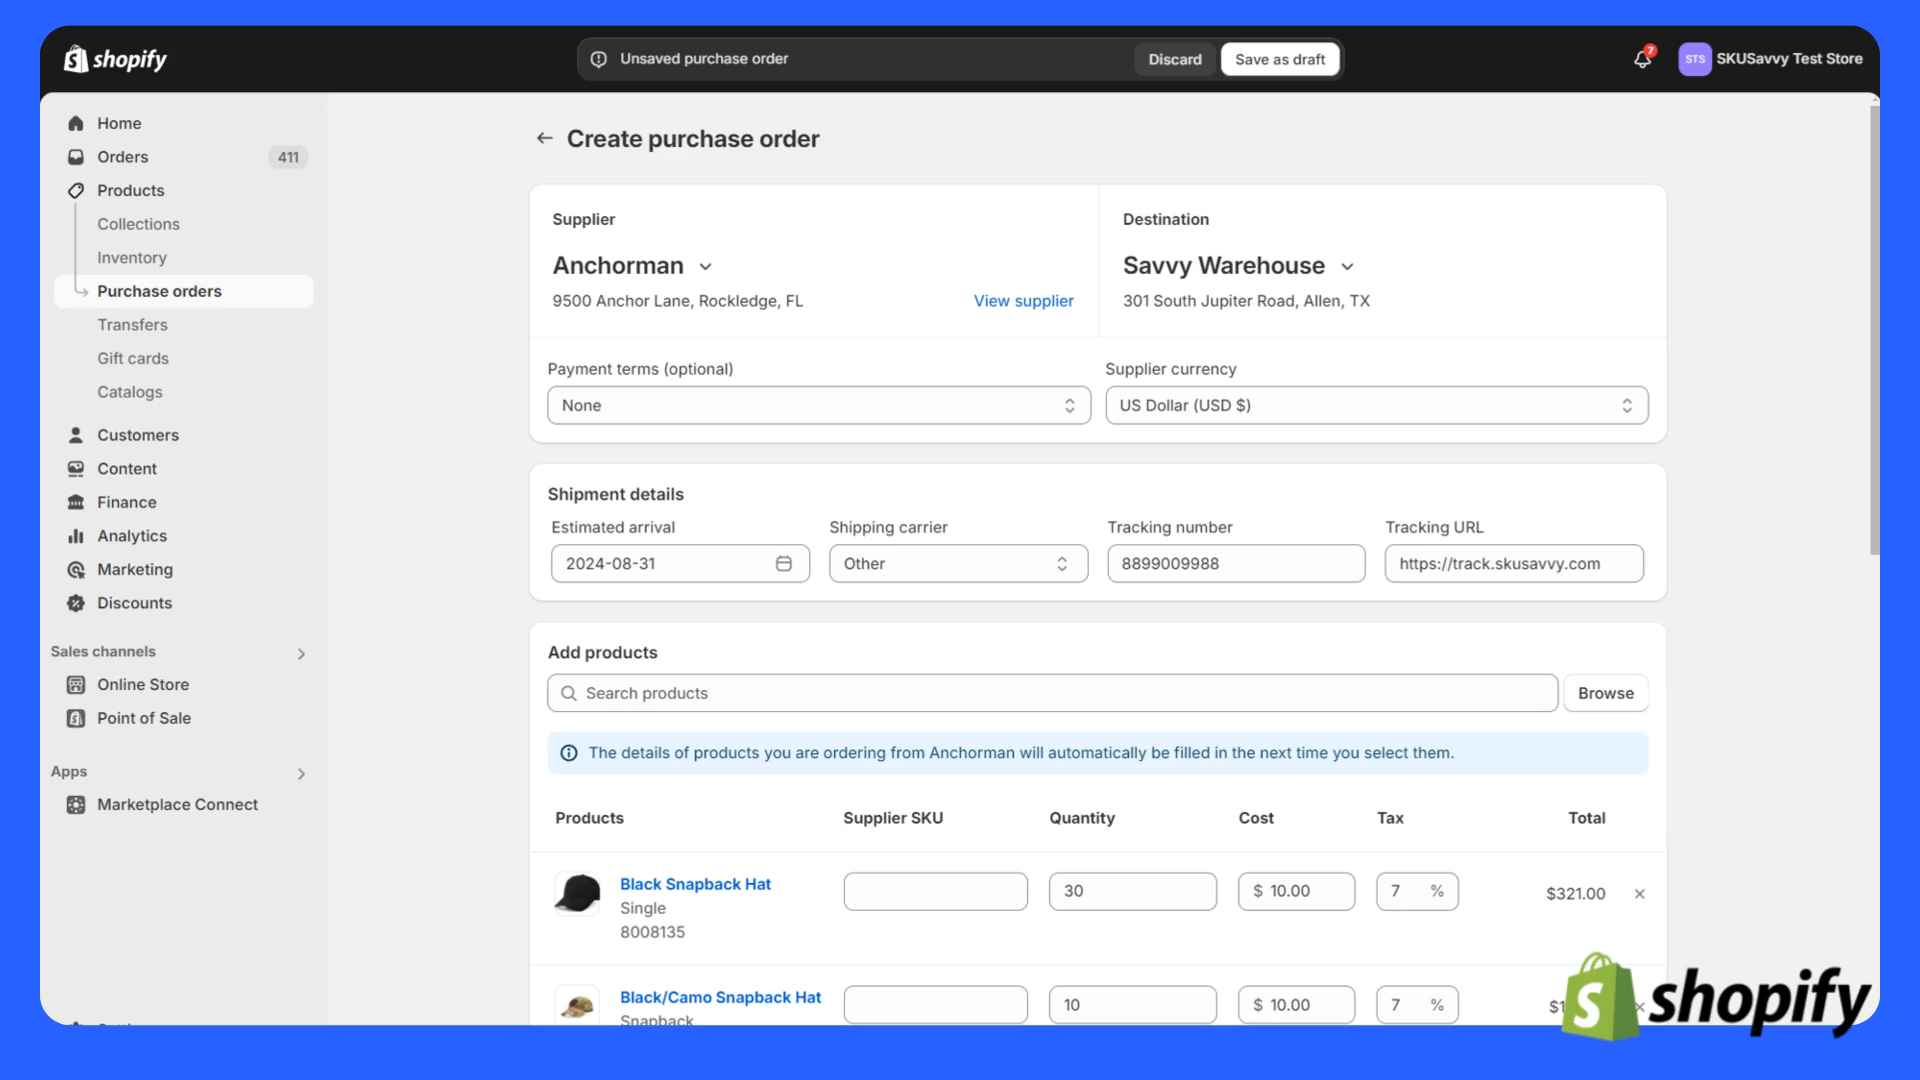 shopify
Unsaved purchase order
Discard
Save as draft
7
STS
SKUSavvy Test Store
Home
Orders
411
Products
Collections
Inventory
Purchase orders
Transfers
Gift cards
Catalogs
Customers
Content
Finance
Analytics
Marketing
Discounts
Sales channels
Online Store
Point of Sale
Apps
Marketplace Connect
Create purchase order
Supplier
Anchorman
9500 Anchor Lane, Rockledge, FL
View supplier
Destination
Savvy Warehouse
301 South Jupiter Road, Allen, TX
Payment terms (optional)
None
Supplier currency
US Dollar (USD $)
Shipment details
Estimated arrival
2024-08-31
Shipping carrier
Other
Tracking number
8899009988
Tracking URL
https://track.skusavvy.com
Add products
Search products
Browse
The details of products you are ordering from Anchorman will automatically be filled in the next time you select them.
Products Supplier SKU Quantity Cost Tax Total
Black Snapback Hat
Single
8008135
30
$ 10.00
7 %
$321.00
Black/Camo Snapback Hat
Snapback
10
$ 10.00
7 %
$1
shopify